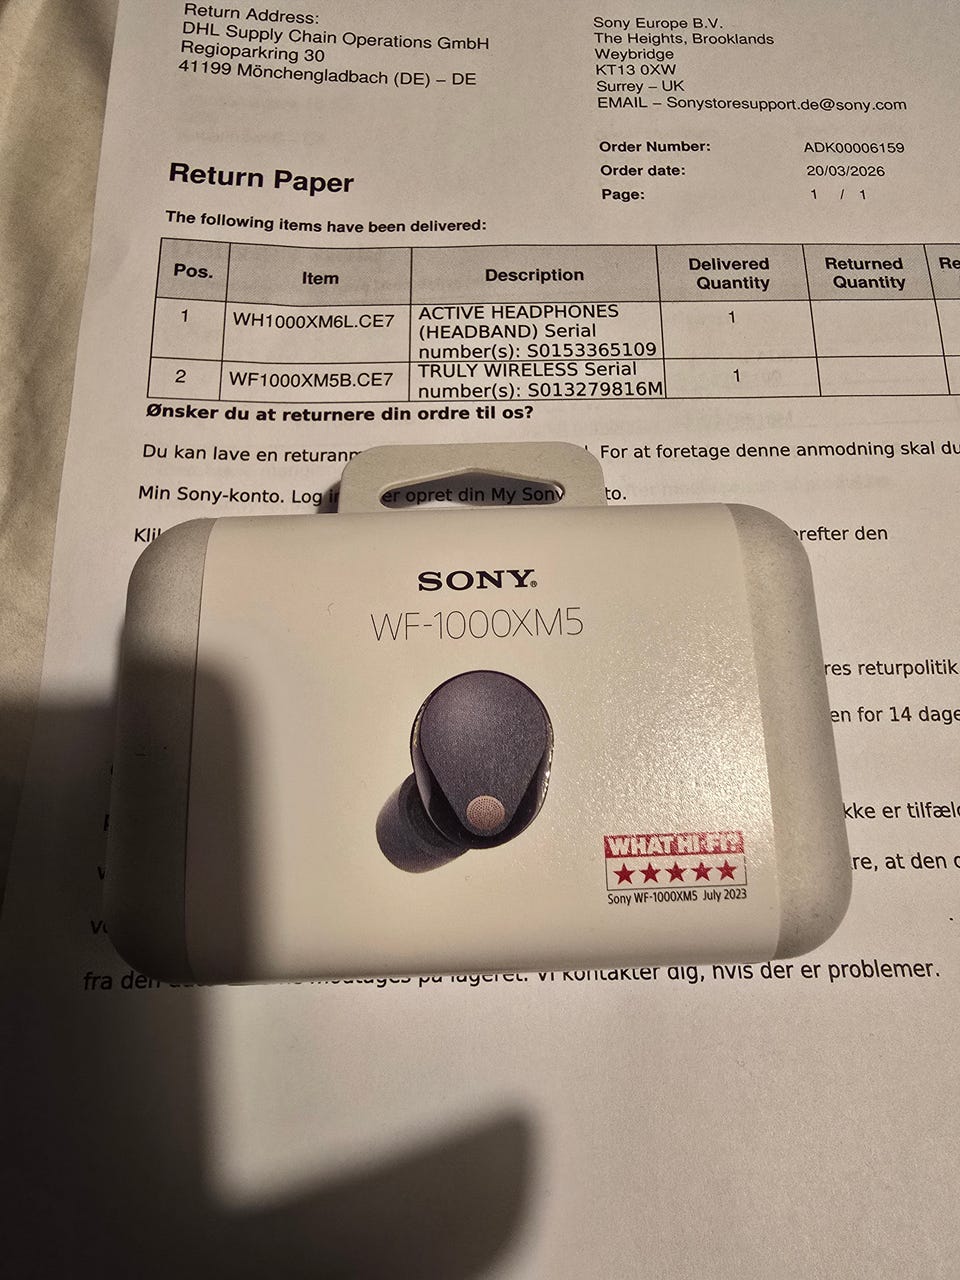 Return Address:
DHL Supply Chain Operations GmbH
Regioparkring 30
41199 Mönchengladbach (DE) – DE
Sony Europe B.V.
The Heights, Brooklands
Weybridge
KT13 0XW
Surrey – UK
EMAIL – Sonystoresupport.de@sony.com
Order Number: ADK00006159
Order date: 20/03/2026
Page: 1 / 1
Return Paper
The following items have been delivered:
Pos. Item Description Delivered Quantity Returned Quantity Re
1 WH1000XM6L.CE7 ACTIVE HEADPHONES
(HEADBAND) Serial
number(s): S0153365109 1
2 WF1000XM5B.CE7 TRULY WIRELESS Serial
number(s): S013279816M 1
Ønsker du at returnere din ordre til os?
Du kan lave en For at foretage denne anmodning skal du
Min Sony-konto. Log er opret din My Sony to.
refter den
res returpolitik
en for 14 dage
kke er tilfæld
re, at den
fra den på lageret. Vi kontakter dig, hvis der er problemer.
SONY
WF-1000XM5
WHAT HI-FI?
Sony WF-1000XM5 July 2023